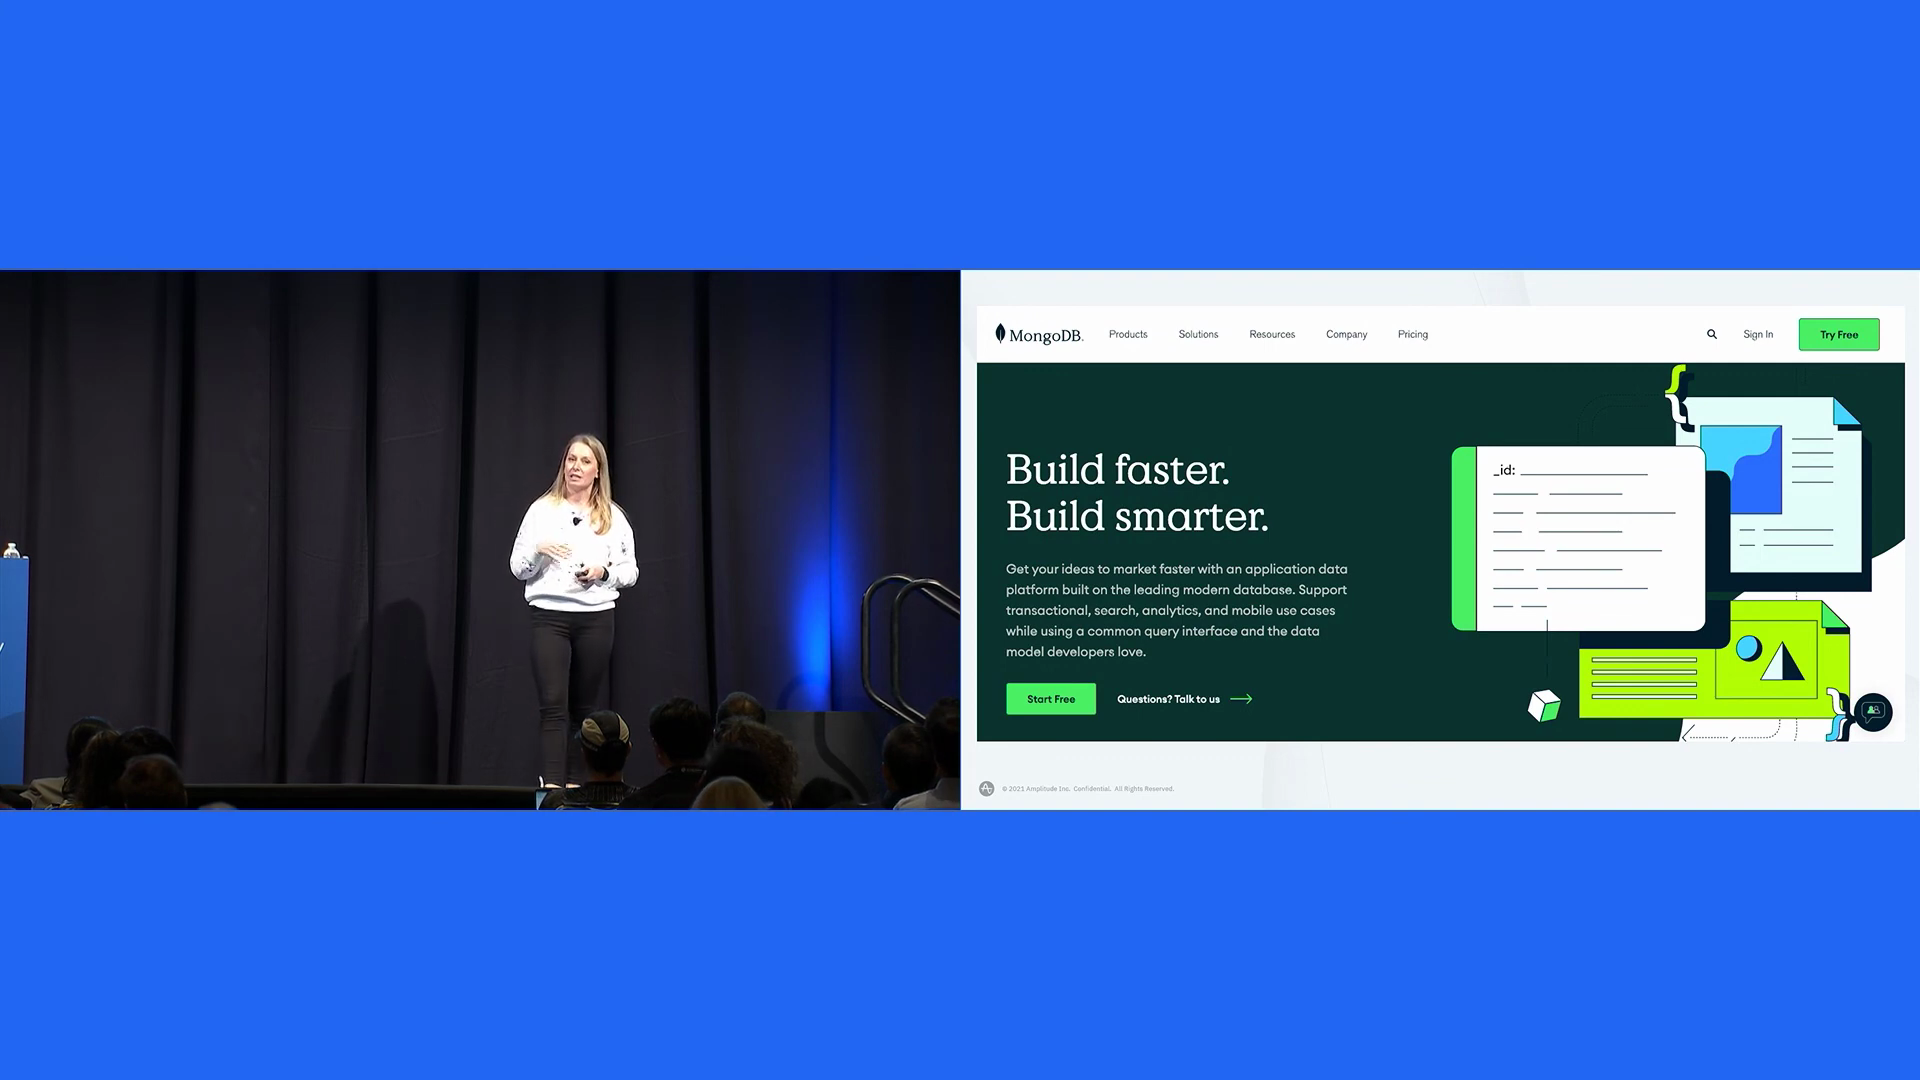 MongoDB.
Products
Solutions
Resources
Company
Pricing
Sign In
Try Free
Build faster.
Build smarter.
Get your ideas to market faster with an application data
platform built on the leading modern database. Support
transactional, search, analytics, and mobile use cases
while using a common query interface and the data
model developers love.
Start Free
Questions? Talk to us
_id:
© 2021 Amplitude Inc. Confidential. All Rights Reserved.